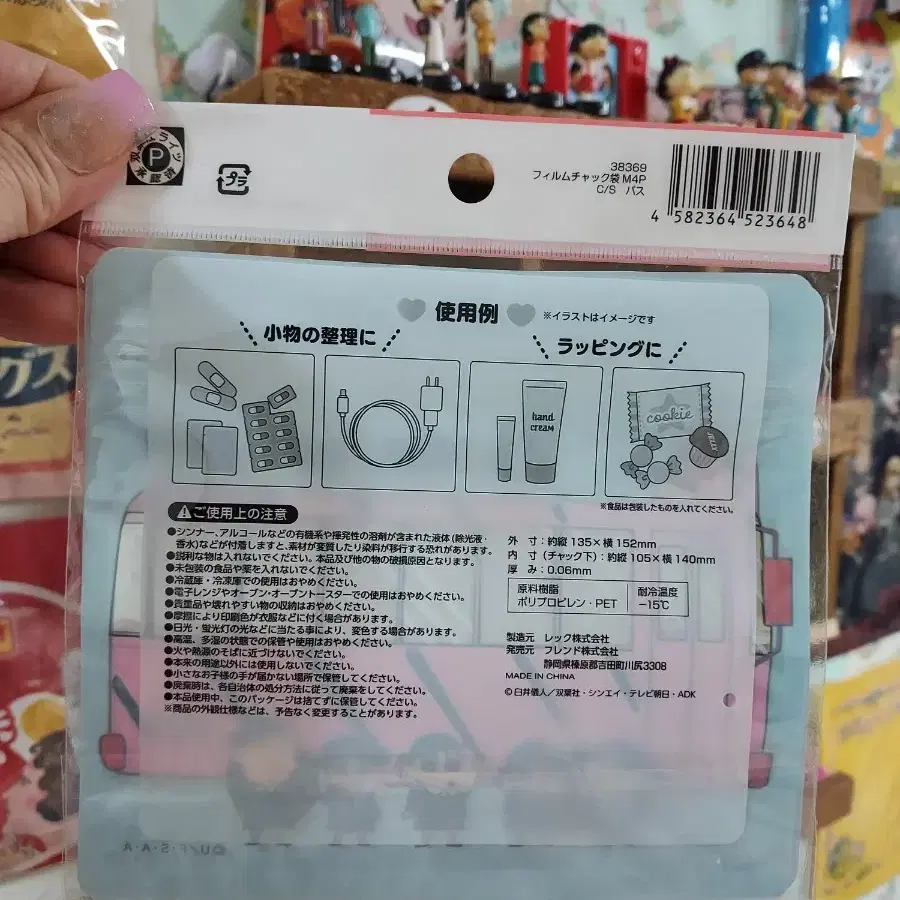 P
承認済
プラ
38369
フィルムチャック袋 M4P
C/S バス
4 582364 523648
グズ
使用例 ※イラストはイメージです
小物の整理に
ラッピングに
hand
cream
cookie
JELLY
※食品は包装したものを入れてください。
ご使用上の注意
●シンナー、アルコールなどの有機系や揮発性の溶剤が含まれた液体(除光液・
香水)などが付着しますと、素材が変質したり染料が移行する恐れがあります。
●鋭利な物は入れないでください。本品及び他の物の破損原因となります。
●未包装の食品や薬を入れないでください。
●冷蔵庫・冷凍庫での使用はおやめください。
●電子レンジやオーブン・オーブントースターでの使用はおやめください。
●貴重品や壊れやすい物の収納はおやめください。
●摩擦により印刷色が衣服などに付く場合があります。
●日光・蛍光灯の光などに当たる事により、変色する場合があります。
●高温、多湿の状態での保管や使用はおやめください。
●火や熱源のそばに近づけないでください。
●本来の用途以外には使用しないでください。
●小さなお子様の手が届かない場所で保管してください。
●廃棄時は、各自治体の処分方法に従って廃棄をしてください。
●本品使用中、このパッケージは捨てずに保管してください。
※商品の外観仕様などは、予告なく変更することがあります。
外 寸：約縦 135×横 152mm
内 寸(チャック下)：約縦 105×横 140mm
厚 み：0.06mm
原料樹脂
ポリプロピレン・PET
耐冷温度
－15℃
製造元 レック株式会社
発売元 フレンド株式会社
静岡県榛原郡吉田町川尻3308
MADE IN CHINA
©臼井儀人／双葉社・シンエイ・テレビ朝日・ADK
©U/F・S・A・A